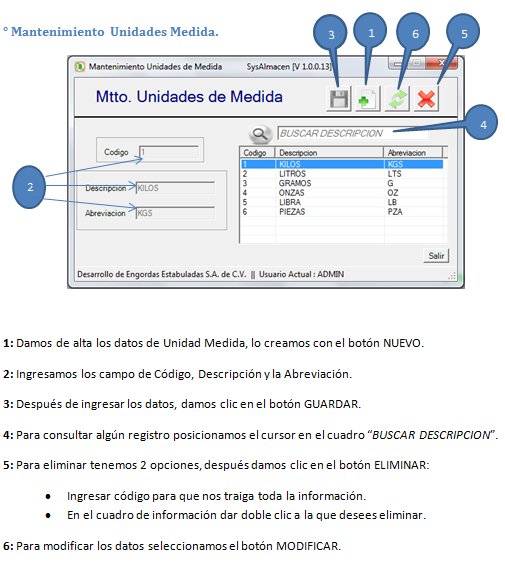 ° Mantenimiento Unidades Medida.
3
1
6
5
Mantenimiento Unidades de Medida SysAlmacen [V 1.0.0.13]
Mtto. Unidades de Medida
4
BUSCAR DESCRIPCION
Codigo 1
Codigo Descripcion Abreviacion
1 KILOS KGS
2 LITROS LTS
3 GRAMOS G
4 ONZAS OZ
5 LIBRA LB
6 PIEZAS PZA
2
Descripcion KILOS
Abreviacion KGS
Salir
Desarrollo de Engordas Estabuladas S.A. de C.V. || Usuario Actual : ADMIN
1: Damos de alta los datos de Unidad Medida, lo creamos con el botón NUEVO.
2: Ingresamos los campo de Código, Descripción y la Abreviación.
3: Después de ingresar los datos, damos clic en el botón GUARDAR.
4: Para consultar algún registro posicionamos el cursor en el cuadro “BUSCAR DESCRIPCION”.
5: Para eliminar tenemos 2 opciones, después damos clic en el botón ELIMINAR:
• Ingresar código para que nos traiga toda la información.
• En el cuadro de información dar doble clic a la que desees eliminar.
6: Para modificar los datos seleccionamos el botón MODIFICAR.